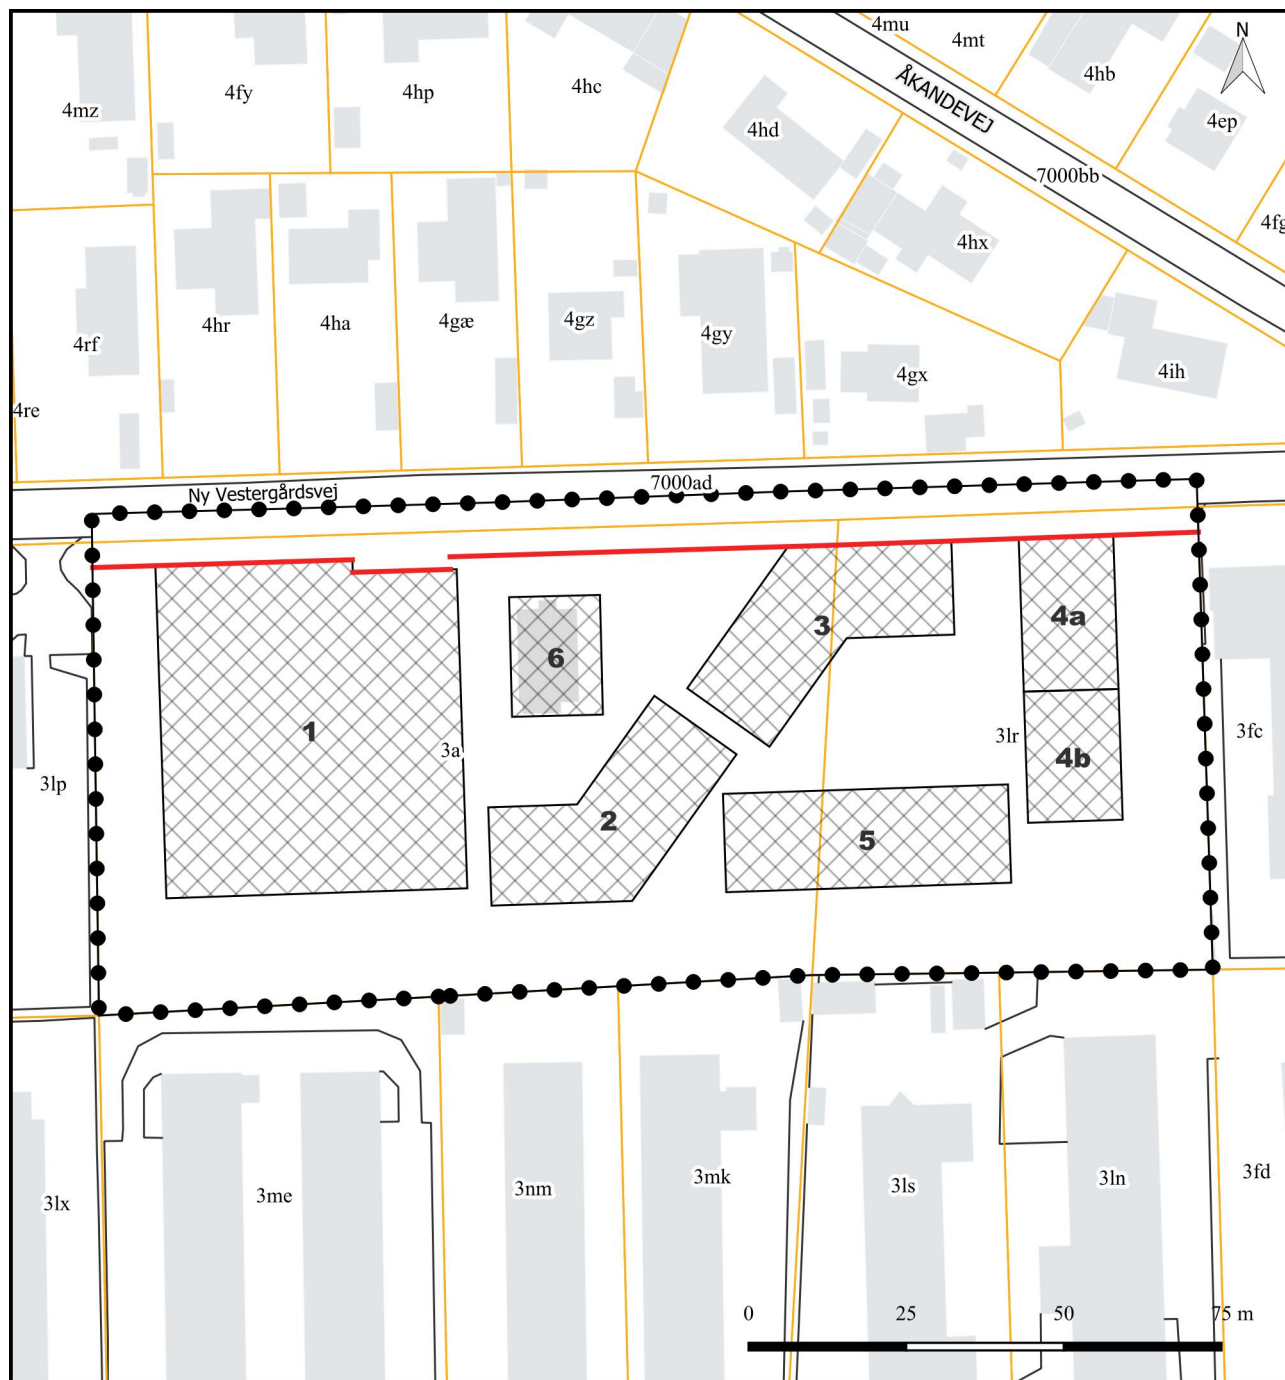 4mu
4mt
N
4mz
4fy
4hp
4hc
ÅKANDEVEJ
4hb
4ep
4hd
7000bb
4hx
4fg
4rf
4hr
4ha
4gæ
4gz
4gy
4gx
4ih
4re
Ny Vestergårdsvej
7000ad
3
4a
6
1
3a
3lr
3fc
3lp
4b
2
5
3lx
3me
3nm
3mk
3ls
3ln
3fd
0 25 50 75 m